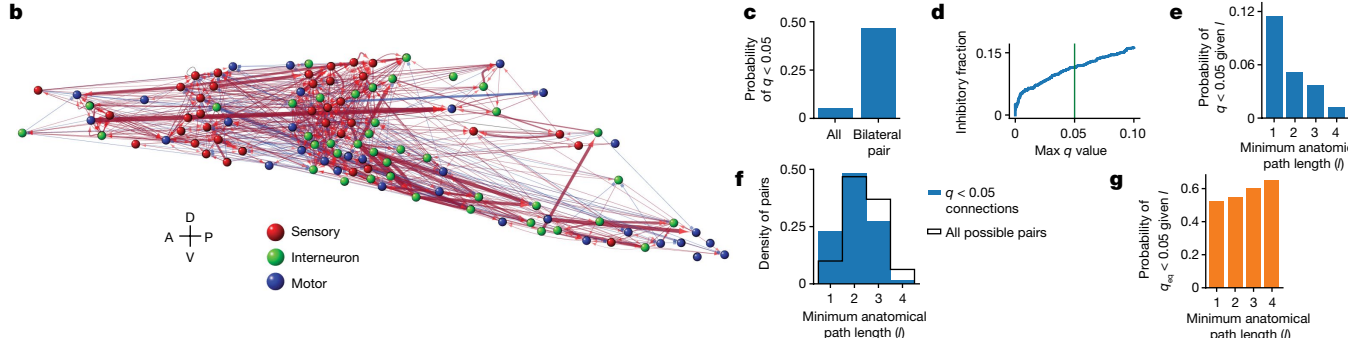 b
D
A
P
V
Sensory
Interneuron
Motor
c
Probability
of q < 0.05
0.50
0.25
0
All
Bilateral
pair
d
Inhibitory fraction
0.15
0
0
0.05
0.10
Max q value
e
Probability of
q < 0.05 given l
0.12
0.06
0
1
2
3
4
Minimum anatomic
path length (l)
f
Density of pairs
0.50
0.25
0
1
2
3
4
Minimum anatomical
path length (l)
q < 0.05
connections
All possible pairs
g
Probability of
qeq < 0.05 given l
0.6
0.4
0.2
0
1
2
3
4
Minimum anatomical
path length (l)